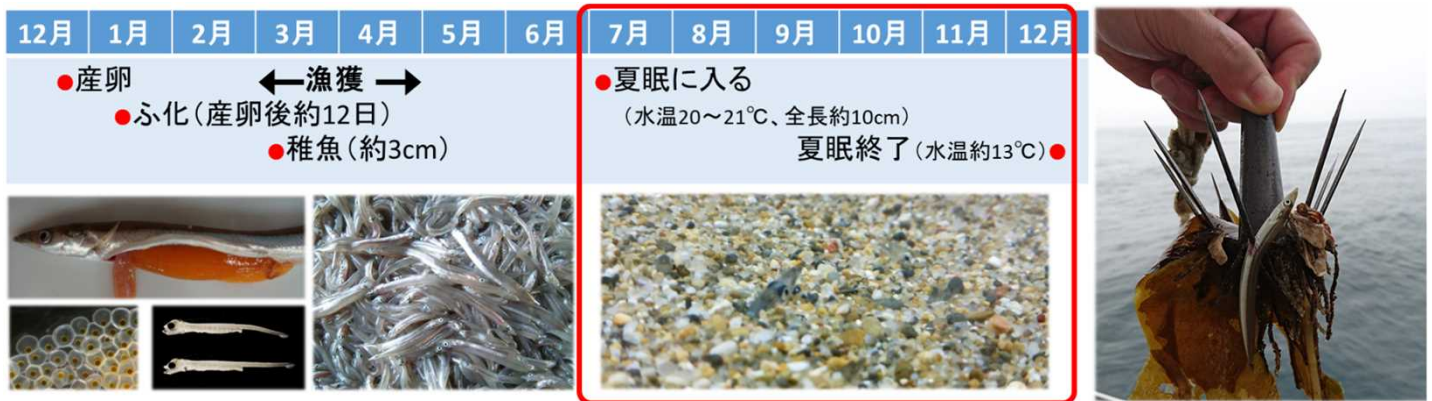 12月 1月 2月 3月 4月 5月 6月 7月 8月 9月 10月 11月 12月
●産卵
←漁獲→
●夏眠に入る
●ふ化（産卵後約12日）
（水温20～21℃、全長約10cm）
●稚魚（約3cm）
夏眠終了（水温約13℃）●